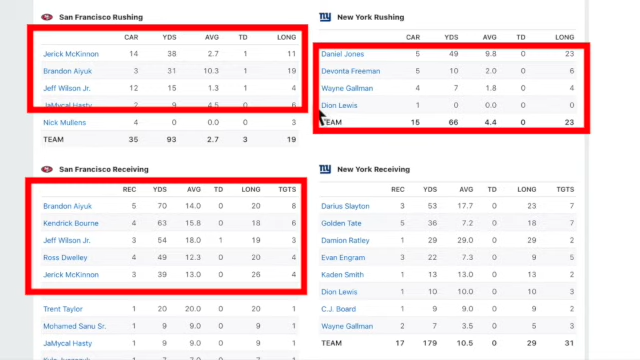 San Francisco Rushing
CAR YDS AVG TD LONG
Jerick McKinnon 14 38 2.7 1 11
Brandon Aiyuk 3 31 10.3 1 19
Jeff Wilson Jr. 12 15 1.3 1 4
JaMycal Hasty 2 9 4.5 0 6
Nick Mullens 4 0 0.0 0 3
TEAM 35 93 2.7 3 19
New York Rushing
CAR YDS AVG TD LONG
Daniel Jones 5 49 9.8 0 23
Devonta Freeman 5 10 2.0 0 6
Wayne Gallman 4 7 1.8 0 4
Dion Lewis 1 0 0.0 0 0
TEAM 15 66 4.4 0 23
San Francisco Receiving
REC YDS AVG TD LONG TGTS
Brandon Aiyuk 5 70 14.0 0 20 8
Kendrick Bourne 4 63 15.8 0 18 6
Jeff Wilson Jr. 3 54 18.0 1 19 3
Ross Dwelley 4 49 12.3 0 20 4
Jerick McKinnon 3 39 13.0 0 26 4
Trent Taylor 1 20 20.0 0 20 1
Mohamed Sanu Sr. 1 9 9.0 0 9 1
JaMycal Hasty 1 9 9.0 0 9 1
New York Receiving
REC YDS AVG TD LONG TGTS
Darius Slayton 3 53 17.7 0 23 7
Golden Tate 5 36 7.2 0 18 7
Damion Ratley 1 29 29.0 0 29 2
Evan Engram 3 22 7.3 0 9 5
Kaden Smith 1 13 13.0 0 13 2
Dion Lewis 1 10 10.0 0 10 2
C.J. Board 1 9 9.0 0 9 2
Wayne Gallman 2 7 3.5 0 5 3
TEAM 17 179 10.5 0 29 31